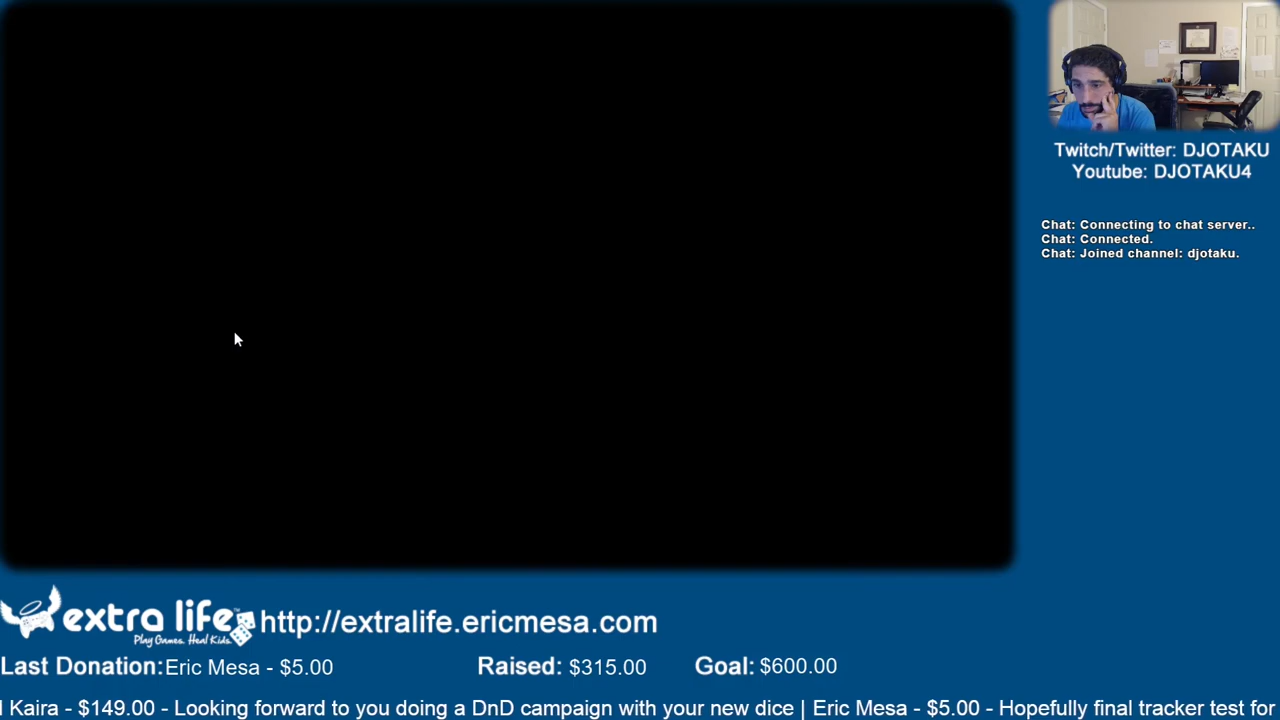 Twitch/Twitter: DJOTAKU
Youtube: DJOTAKU4
Chat: Connecting to chat server..
Chat: Connected.
Chat: Joined channel: djotaku.
extra life
Play Games. Heal Kids.
http://extralife.ericmesa.com
Last Donation: Eric Mesa - $5.00
Raised: $315.00
Goal: $600.00
Kaira - $149.00 - Looking forward to you doing a DnD campaign with your new dice | Eric Mesa - $5.00 - Hopefully final tracker test for